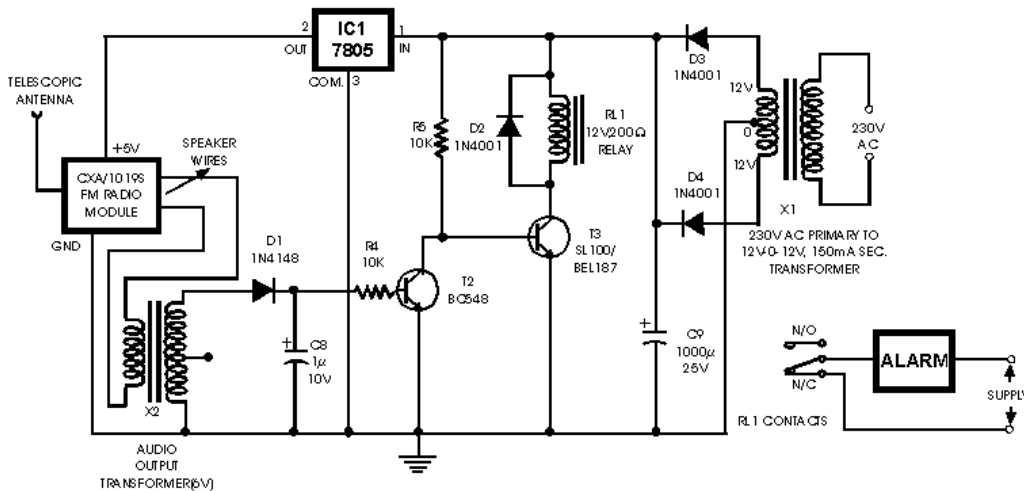 2
OUT
IC1
7805
1
IN
COM.
3
TELESCOPIC
ANTENNA
+5V
SPEAKER
WIRES
CXA/1019S
FM RADIO
MODULE
GND
D1
1N4148
R4
10K
T2
BC548
C8
1µ
10V
+
X2
AUDIO
OUTPUT
TRANSFORMER(6V)
R5
10K
D2
1N4001
RL1
12V200Ω
RELAY
T3
SL100/
BEL187
D3
1N4001
D4
1N4001
12V
0
12V
X1
230V
AC
230V AC PRIMARY TO
12V-0-12V, 150mA SEC.
TRANSFORMER
+
C9
1000µ
25V
N/O
N/C
RL1 CONTACTS
ALARM
SUPPLY